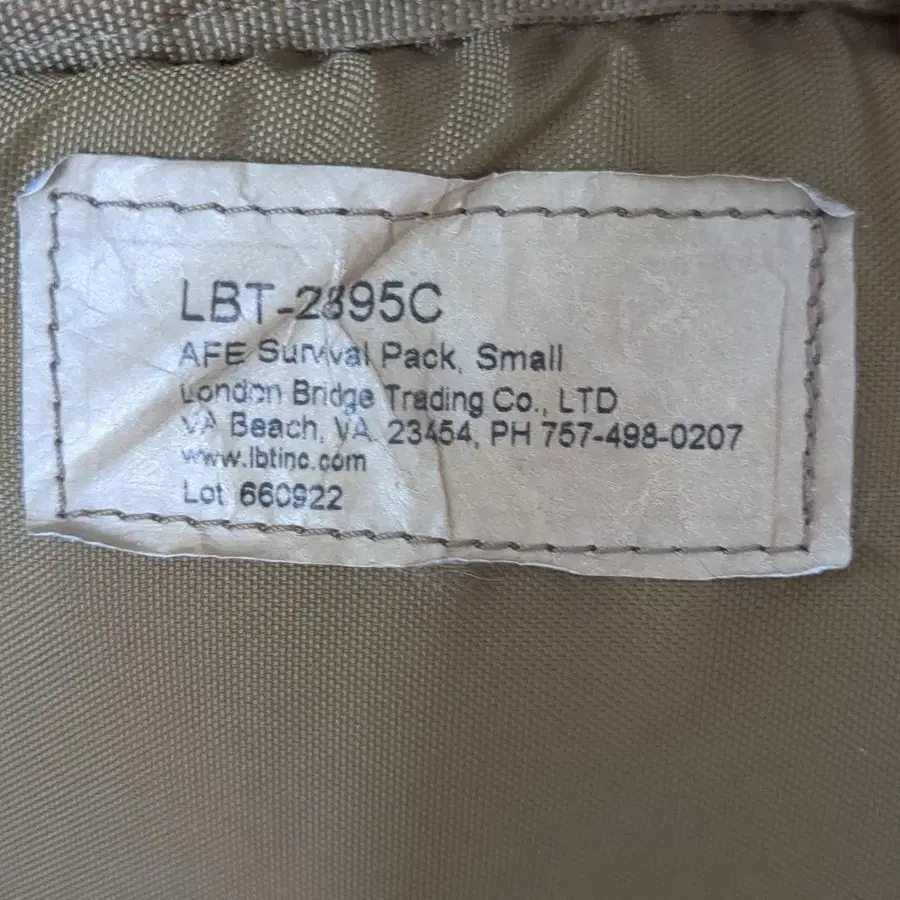 LBT-2895C
AFE Survival Pack, Small
London Bridge Trading Co., LTD
VA Beach, VA. 23454, PH 757-498-0207
www.lbtinc.com
Lot 660922